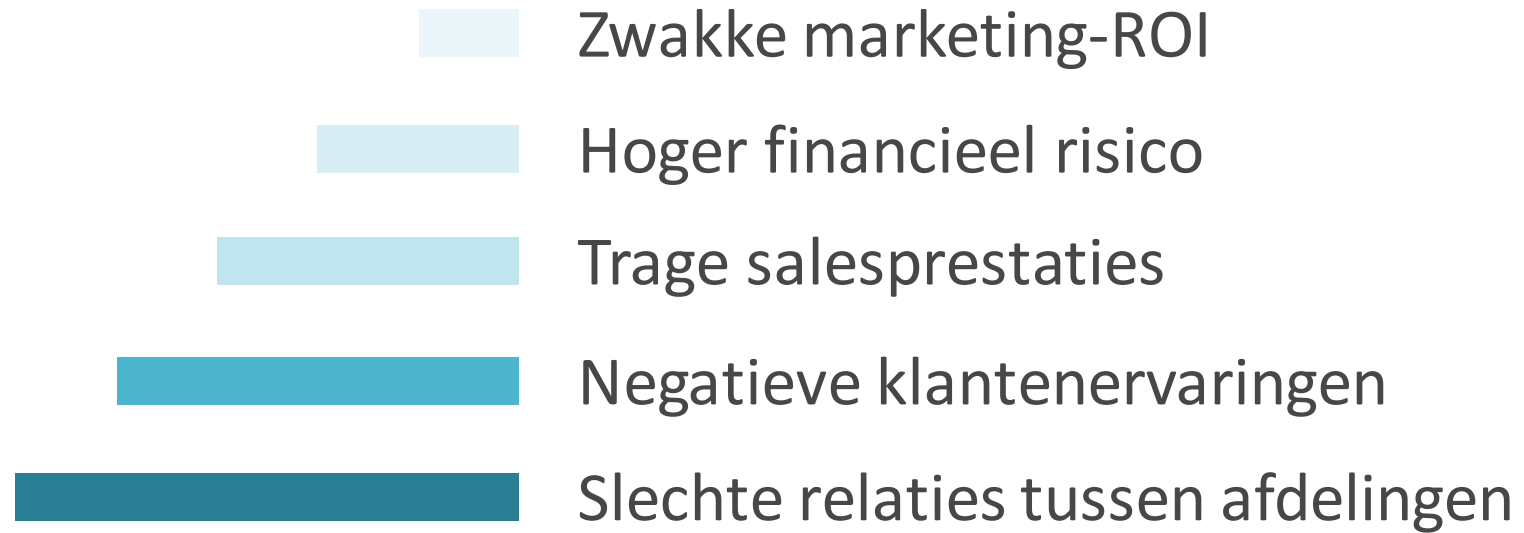 Zwakke marketing-ROI
Hoger financieel risico
Trage salesprestaties
Negatieve klantenervaringen
Slechte relaties tussen afdelingen